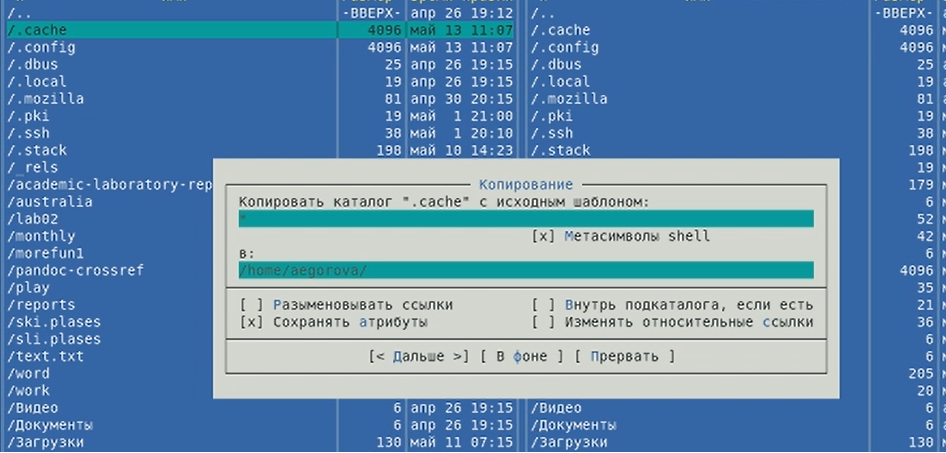 /.. -ВВЕРХ- апр 26 19:12 /.. -ВВЕРХ-
/.cache 4096 май 13 11:07 /.cache 4096
/.config 4096 май 13 11:07 /.config 4096
/.dbus 25 апр 26 19:15 /.dbus 25
/.local 19 апр 26 19:15 /.local 19
/.mozilla 81 апр 30 20:15 /.mozilla 81
/.pki 19 май 1 21:00 /.pki 19
/.ssh 38 май 1 20:10 /.ssh 38
/.stack 198 май 10 14:23 /.stack 198
/_rels 19
/academic-laboratory-rep 179
/australia 6
/lab02 52
/monthly 42
/morefun1 6
/pandoc-crossref 4096
/play 35
/reports 21
/ski.plases 36
/sli.plases 6
/text.txt 6
/word 205
/work 20
/Видео 6 апр 26 19:15 /Видео 6
/Документы 6 апр 26 19:15 /Документы 6
/Загрузки 130 май 11 07:15 /Загрузки 130
Копирование
Копировать каталог ".cache" с исходным шаблоном:
*
[x] Метасимволы shell
в:
/home/aegorova/
[ ] Разыменовывать ссылки [ ] Внутрь подкаталога, если есть
[x] Сохранять атрибуты [ ] Изменять относительные ссылки
[< Дальше >] [ В фоне ] [ Прервать ]